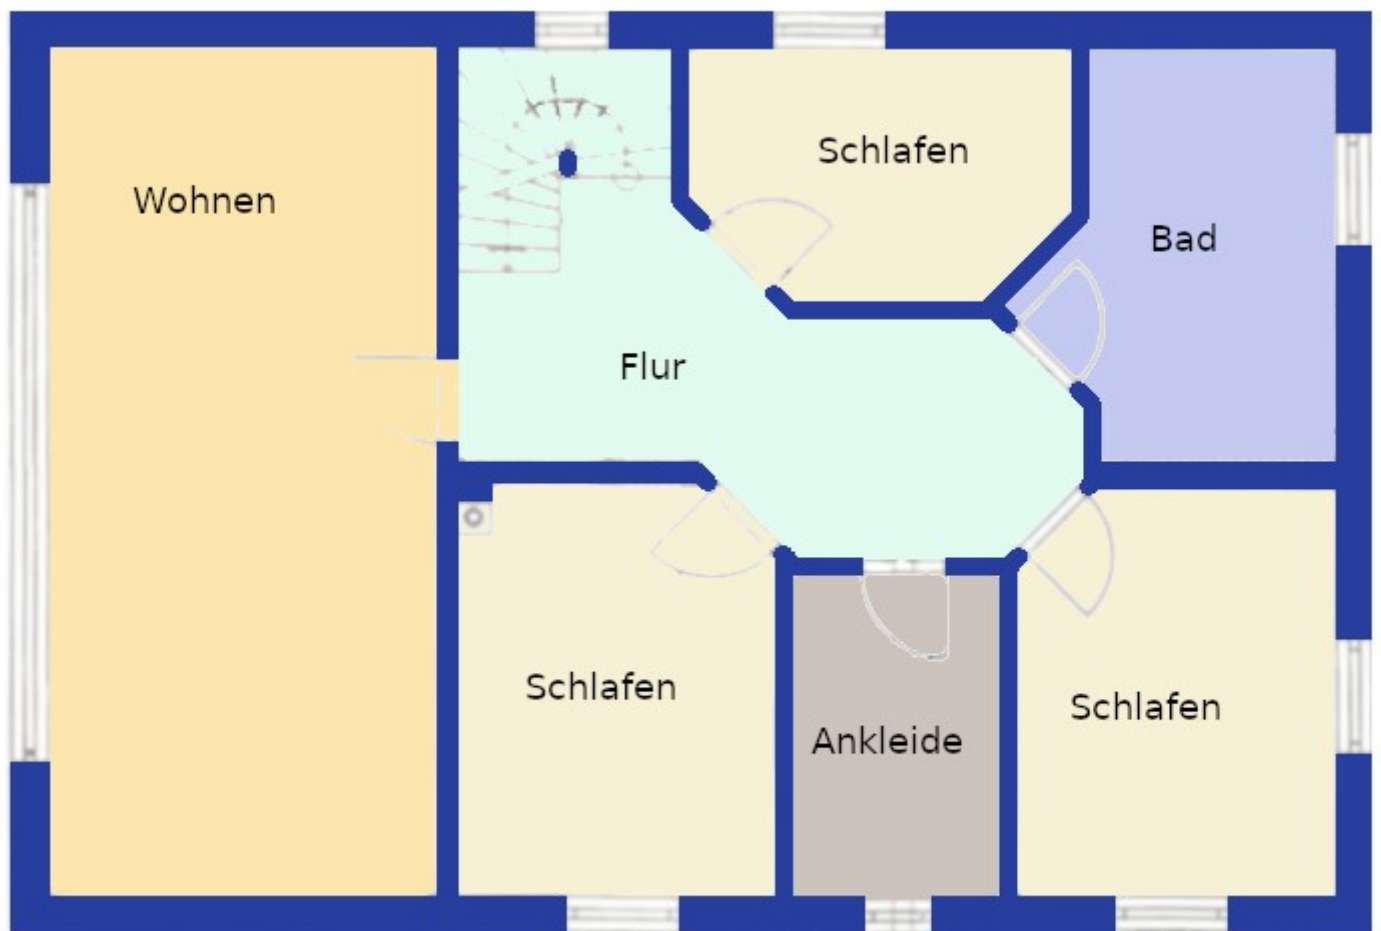 Schlafen
Wohnen
Bad
Flur
Schlafen
Schlafen
Ankleide